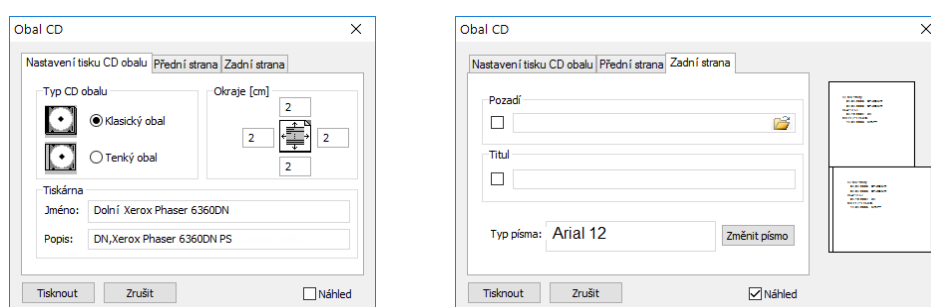 Obal CD
Nastavení tisku CD obalu Přední strana Zadní strana
Typ CD obalu
Klasický obal
Tenký obal
Okraje [cm]
2
2 2
2
Tiskárna
Jméno: Dolní Xerox Phaser 6360DN
Popis: DN,Xerox Phaser 6360DN PS
Tisknout Zrušit Náhled
Obal CD
Nastavení tisku CD obalu Přední strana Zadní strana
Pozadí
Titul
Typ písma: Arial 12 Změnit písmo
Tisknout Zrušit Náhled